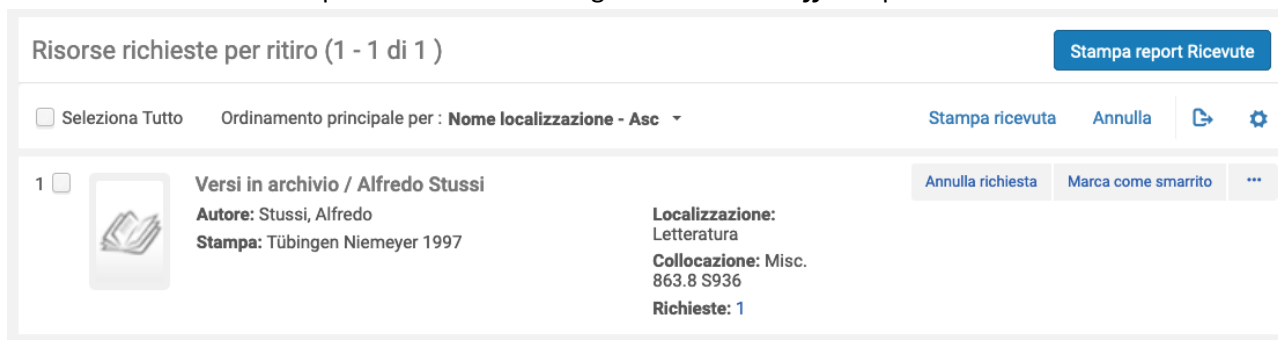 Risorse richieste per ritiro (1 - 1 di 1 )
Stampa report Ricevute
Seleziona Tutto
Ordinamento principale per : Nome localizzazione - Asc
Stampa ricevuta
Annulla
1
Versi in archivio / Alfredo Stussi
Annulla richiesta
Marca come smarrito
...
Autore: Stussi, Alfredo
Stampa: Tübingen Niemeyer 1997
Localizzazione:
Letteratura
Collocazione: Misc.
863.8 S936
Richieste: 1